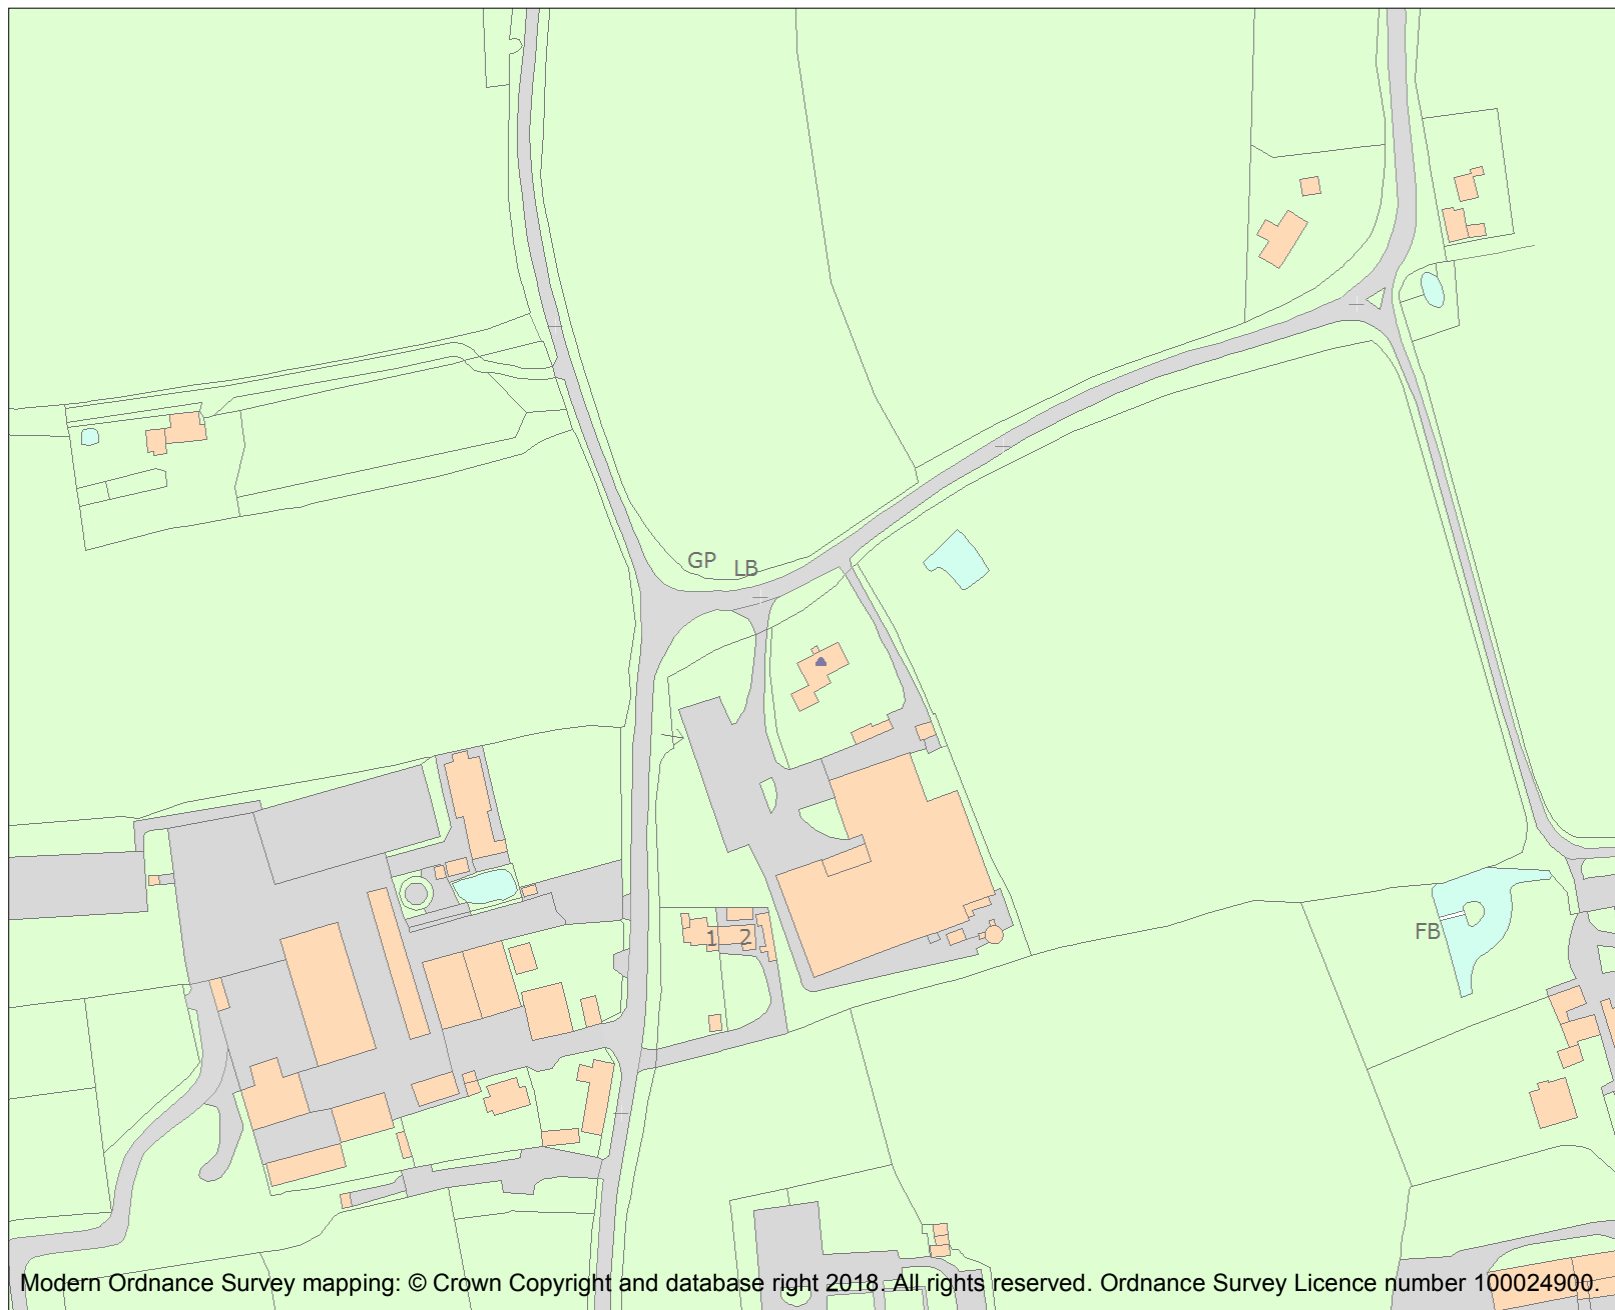 GP LB
1 2
FB
Modern Ordnance Survey mapping: © Crown Copyright and database right 2018. All rights reserved. Ordnance Survey Licence number 100024900.